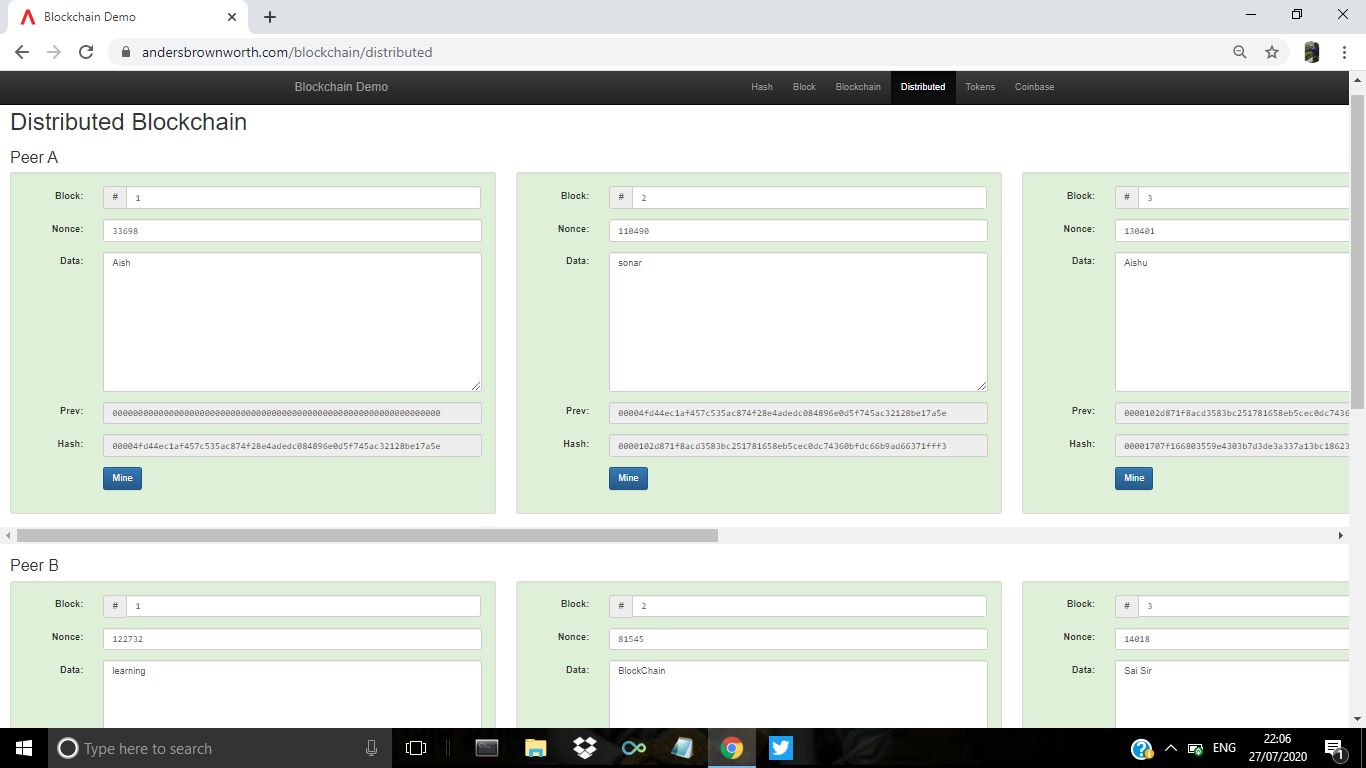 Blockchain Demo
andersbrownworth.com/blockchain/distributed
Blockchain Demo Hash Block Blockchain Distributed Tokens Coinbase
Distributed Blockchain
Peer A
Block: # 1 Block: # 2 Block: # 3
Nonce: 33698 Nonce: 110490 Nonce: 130401
Data: Aish Data: sonar Data: Aishu
Prev: 0000000000000000000000000000000000000000000000000000000000000000 Prev: 00004fd44ec1af457c535ac874f28e4adedc084896e0d5f745ac32128be17a5e Prev: 0000102d871f8acd3583bc251781658eb5cec0dc7436
Hash: 00004fd44ec1af457c535ac874f28e4adedc084896e0d5f745ac32128be17a5e Hash: 0000102d871f8acd3583bc251781658eb5cec0dc74360bfdc66b9ad66371fff3 Hash: 00001707f166803559e4303b7d3de3a337a13bc18623
Mine Mine Mine
Peer B
Block: # 1 Block: # 2 Block: # 3
Nonce: 122732 Nonce: 81545 Nonce: 14018
Data: learning Data: BlockChain Data: Sai Sir
Type here to search ENG 22:06
27/07/2020 1